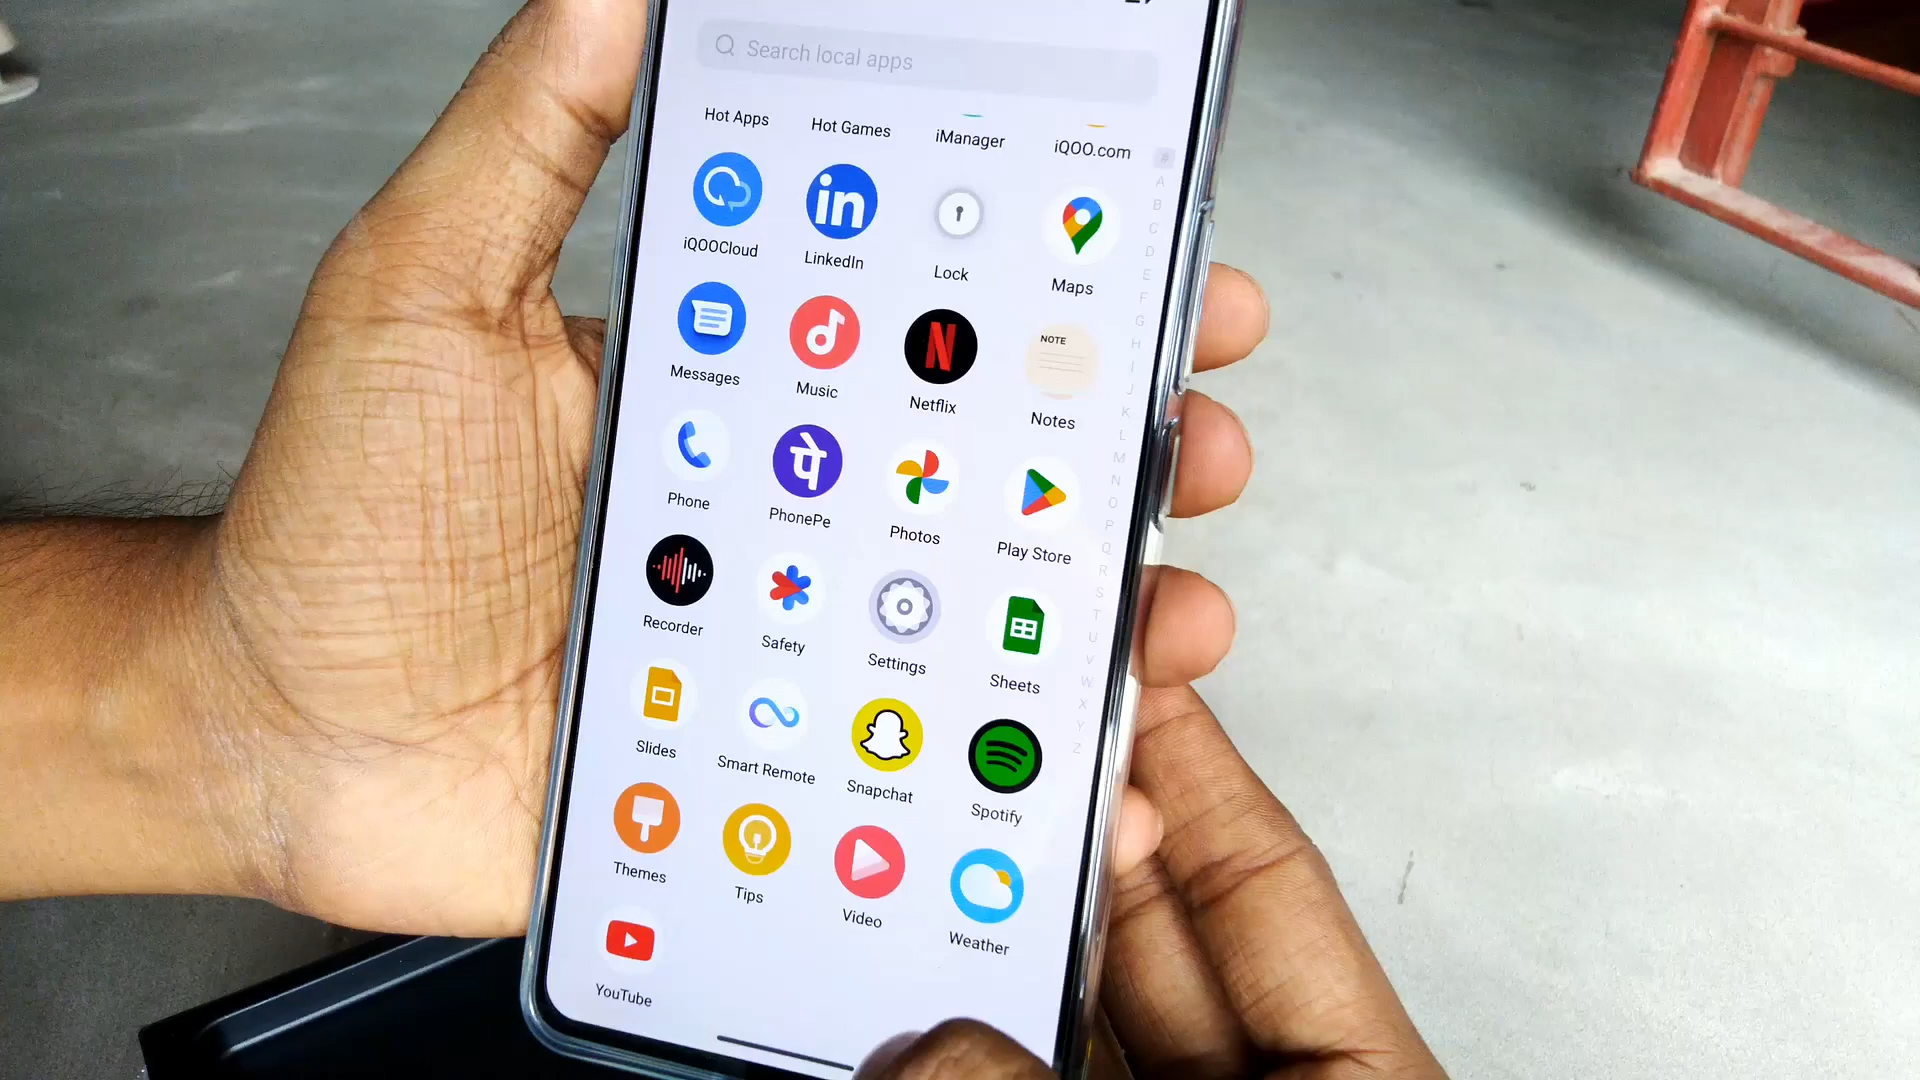 Search local apps
Hot Apps
Hot Games
iManager
iQOO.com
in
iQOOCloud
LinkedIn
Lock
Maps
NOTE
Messages
Music
Netflix
Notes
पे
Phone
PhonePe
Photos
Play Store
Recorder
Safety
Settings
Sheets
Slides
Smart Remote
Snapchat
Spotify
Themes
Tips
Video
Weather
YouTube
#
A
B
C
D
E
F
G
H
I
J
K
L
M
N
O
P
Q
R
S
T
U
V
W
X
Y
Z